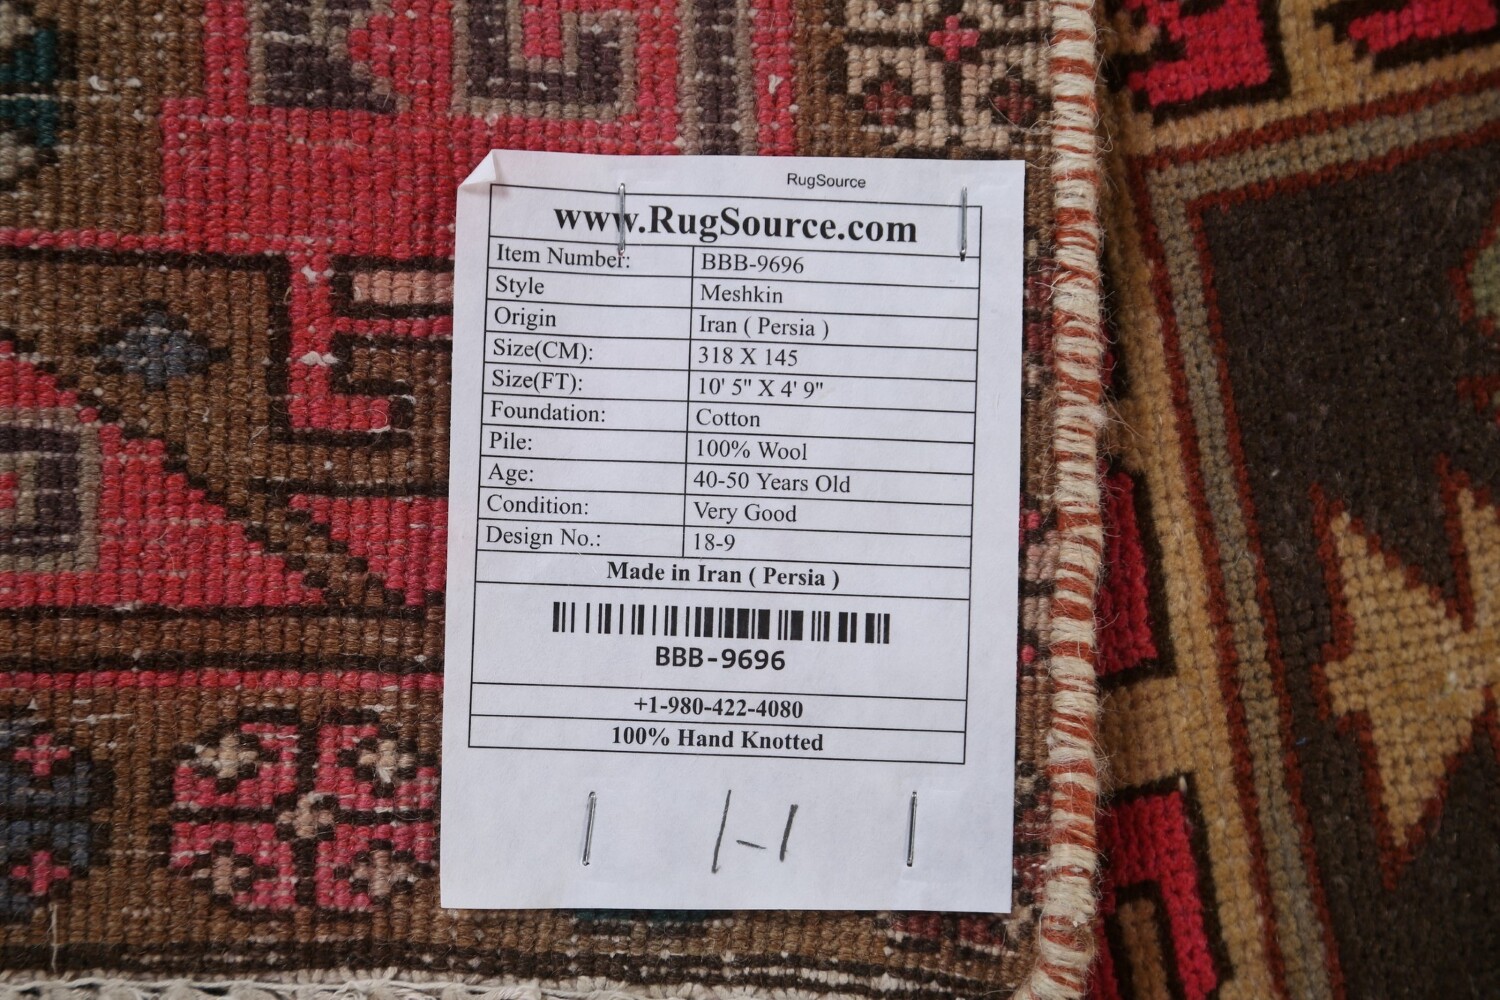 RugSource
www.RugSource.com
Item Number: BBB-9696
Style Meshkin
Origin Iran ( Persia )
Size(CM): 318 X 145
Size(FT): 10' 5" X 4' 9"
Foundation: Cotton
Pile: 100% Wool
Age: 40-50 Years Old
Condition: Very Good
Design No.: 18-9
Made in Iran ( Persia )
BBB-9696
+1-980-422-4080
100% Hand Knotted
1-1